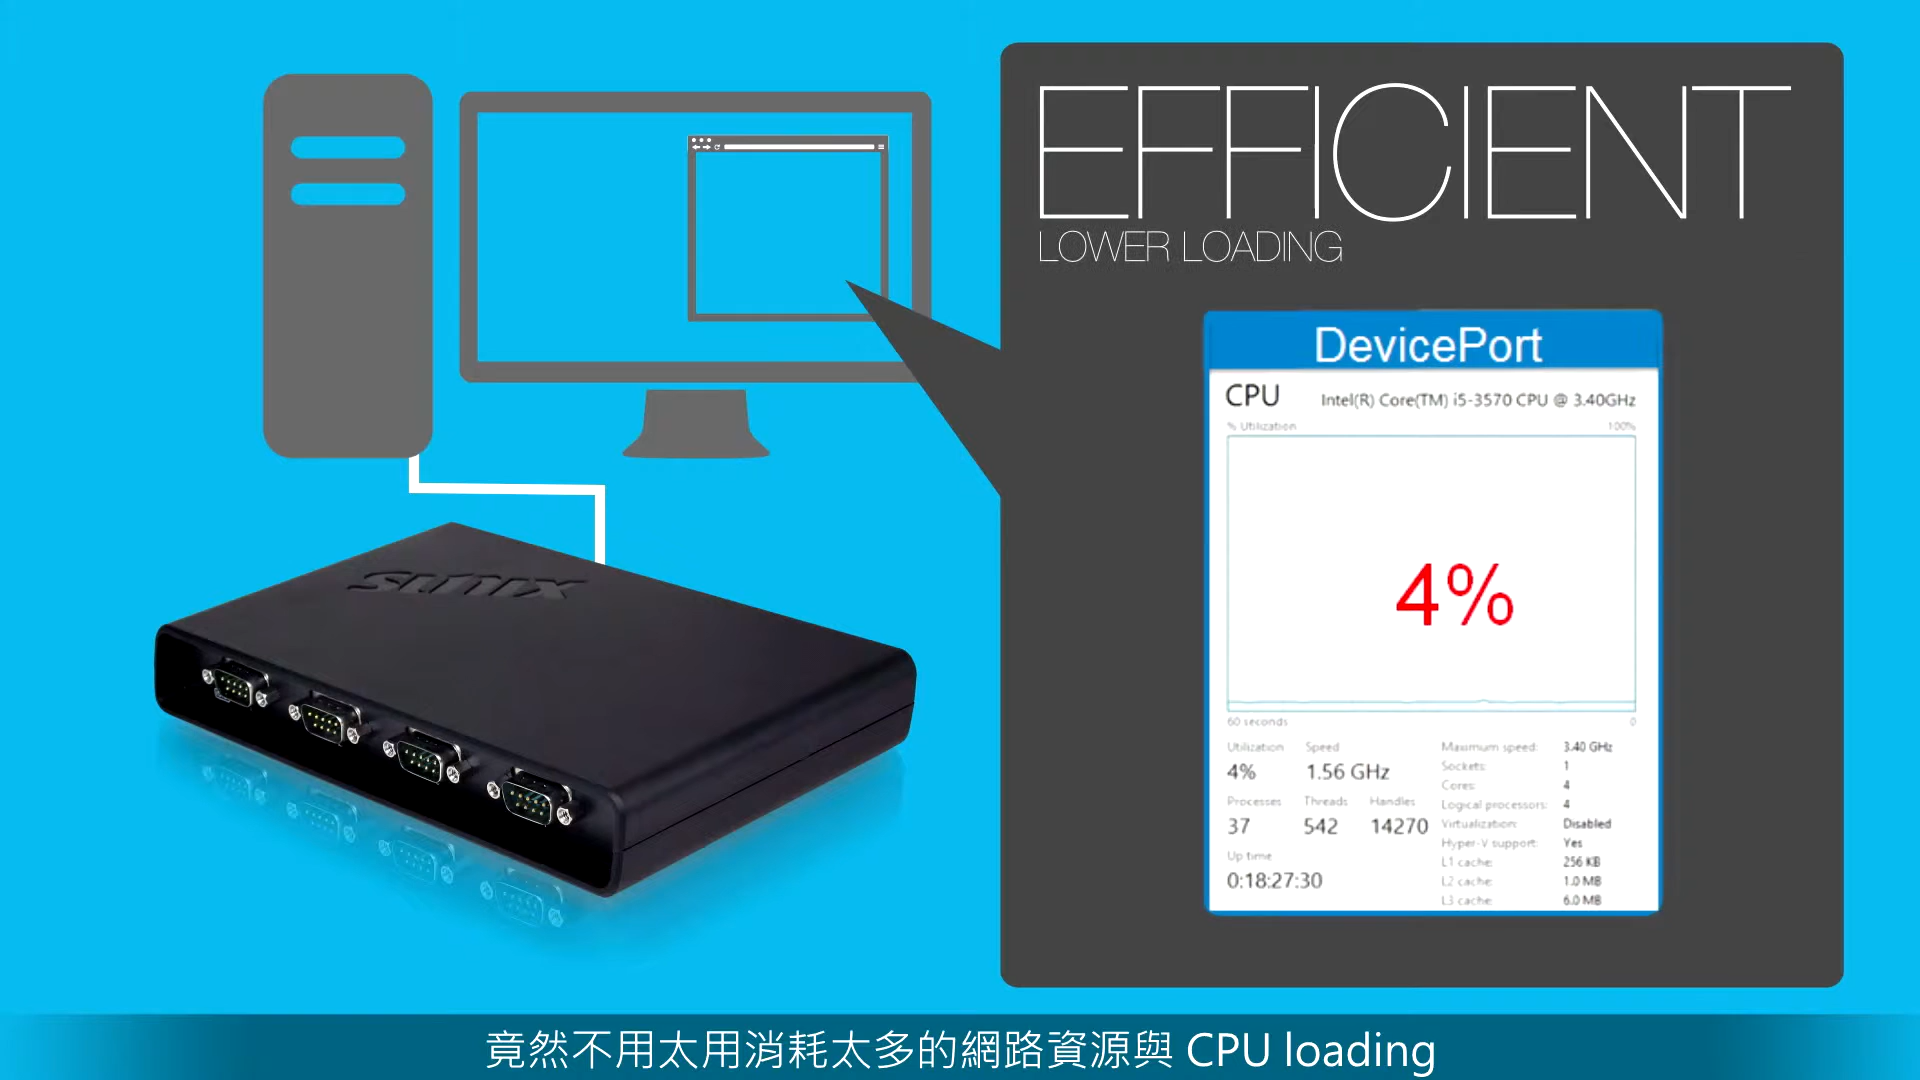 EFFICIENT
LOWER LOADING
SUNIX
DevicePort
CPU Intel(R) Core(TM) i5-3570 CPU @ 3.40GHz
% Utilization 100%
4%
60 seconds 0
Utilization Speed
4% 1.56 GHz
Processes Threads Handles
37 542 14270
Up time
0:18:27:30
Maximum speed: 3.40 GHz
Sockets: 1
Cores: 4
Logical processors: 4
Virtualization: Disabled
Hyper-V support: Yes
L1 cache: 256 KB
L2 cache: 1.0 MB
L3 cache: 6.0 MB
竟然不用太用消耗太多的網路資源與 CPU loading